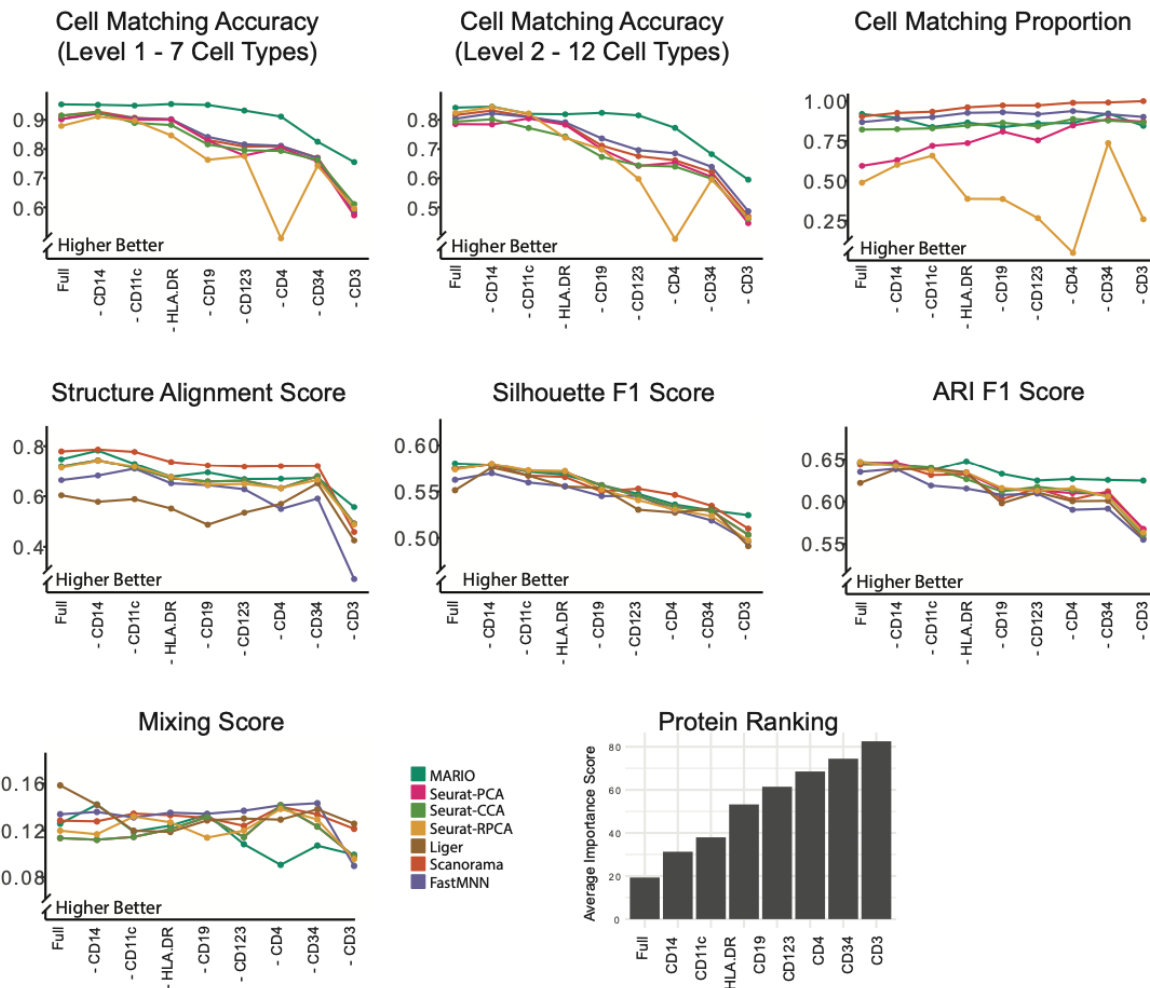 Cell Matching Accuracy
(Level 1 - 7 Cell Types)
0.9
0.8
0.7
0.6
Higher Better
Full
- CD14
- CD11c
- HLA.DR
- CD19
- CD123
- CD4
- CD34
- CD3
Cell Matching Accuracy
(Level 2 - 12 Cell Types)
0.9
0.8
0.7
0.6
0.5
Higher Better
Full
- CD14
- CD11c
- HLA.DR
- CD19
- CD123
- CD4
- CD34
- CD3
Cell Matching Proportion
1.00
0.75
0.50
0.25
Higher Better
Full
- CD14
- CD11c
- HLA.DR
- CD19
- CD123
- CD4
- CD34
- CD3
Structure Alignment Score
0.8
0.6
0.4
Higher Better
Full
- CD14
- CD11c
- HLA.DR
- CD19
- CD123
- CD4
- CD34
- CD3
Silhouette F1 Score
0.60
0.55
0.50
Higher Better
Full
- CD14
- CD11c
- HLA.DR
- CD19
- CD123
- CD4
- CD34
- CD3
ARI F1 Score
0.65
0.60
0.55
Higher Better
Full
- CD14
- CD11c
- HLA.DR
- CD19
- CD123
- CD4
- CD34
- CD3
Mixing Score
0.16
0.12
0.08
Higher Better
Full
- CD14
- CD11c
- HLA.DR
- CD19
- CD123
- CD4
- CD34
- CD3
MARIO
Seurat-PCA
Seurat-CCA
Seurat-RPCA
Liger
Scanorama
FastMNN
Protein Ranking
Average Importance Score
80
60
40
20
0
Full
CD14
CD11c
HLA.DR
CD19
CD123
CD4
CD34
CD3